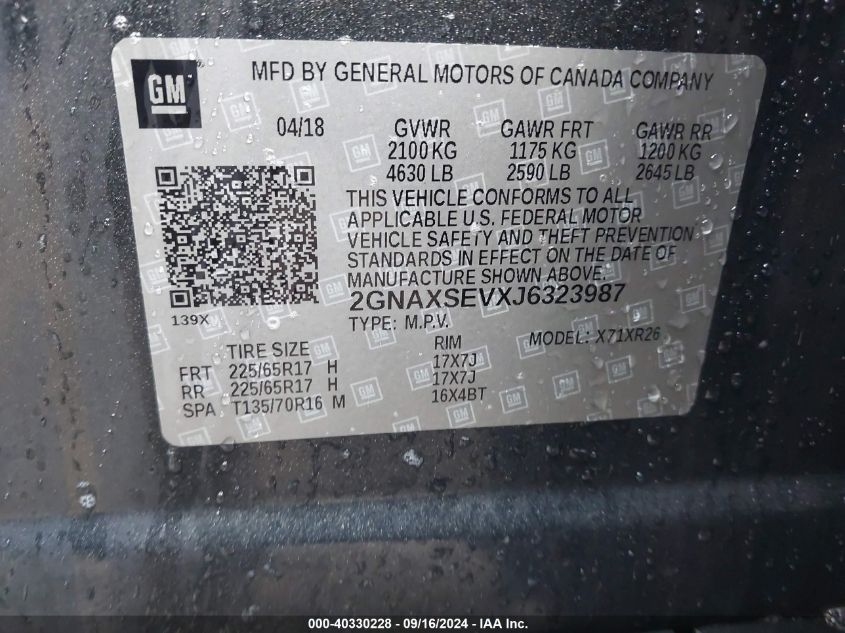 GM
MFD BY GENERAL MOTORS OF CANADA COMPANY
04/18 GVWR GAWR FRT GAWR RR
2100 KG 1175 KG 1200 KG
4630 LB 2590 LB 2645 LB
THIS VEHICLE CONFORMS TO ALL
APPLICABLE U.S. FEDERAL MOTOR
VEHICLE SAFETY AND THEFT PREVENTION
STANDARDS IN EFFECT ON THE DATE OF
MANUFACTURE SHOWN ABOVE.
139X
2GNAXSEVXJ6323987
TYPE: M.P.V. MODEL: X71XR26
TIRE SIZE RIM
FRT 225/65R17 H 17X7J
RR 225/65R17 H 17X7J
SPA : T135/70R16 M 16X4BT
000-40330228 - 09/16/2024 - IAAI.com